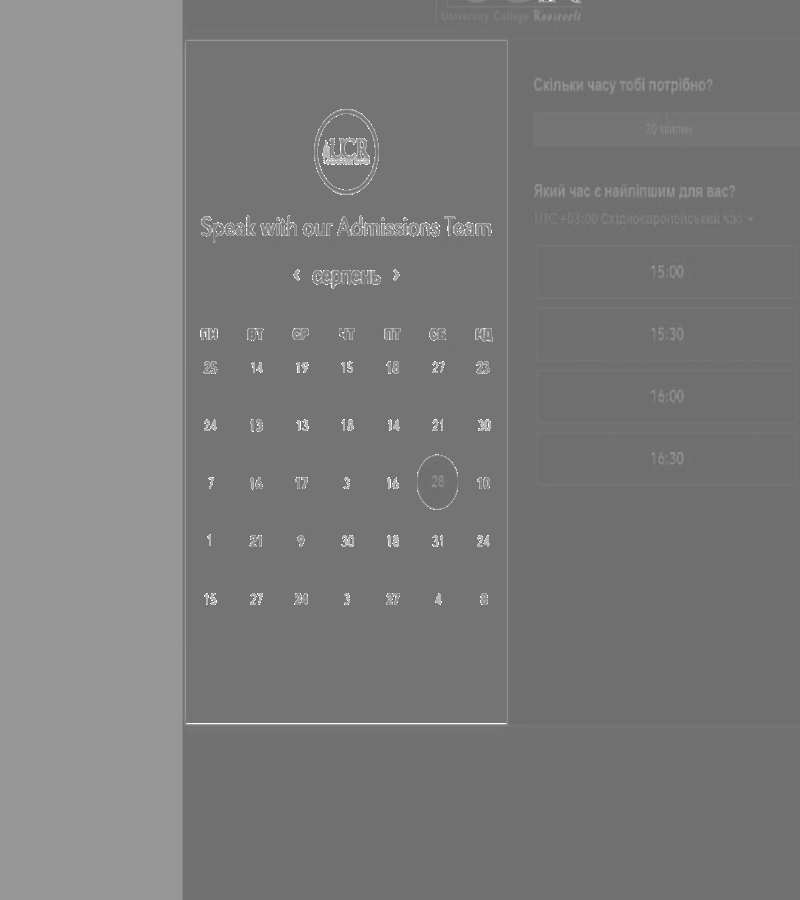 University College Roosevelt
UCR
Speak with our Admissions Team
серпень
ПН ВТ СР ЧТ ПТ СБ НД
25 14 19 15 18 27 23
24 13 13 18 14 21 30
7 16 17 3 16 28 10
1 21 9 30 18 31 24
15 27 24 3 27 4 8
Скільки часу тобі потрібно?
30 хвилин
Який час є найліпшим для вас?
UTC +03:00 Східноєвропейський час
15:00
15:30
16:00
16:30